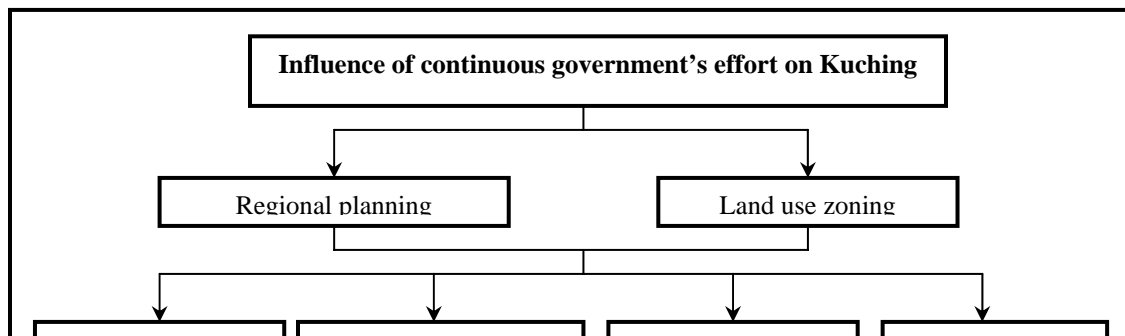 Influence of continuous government’s effort on Kuching
Regional planning
Land use zoning